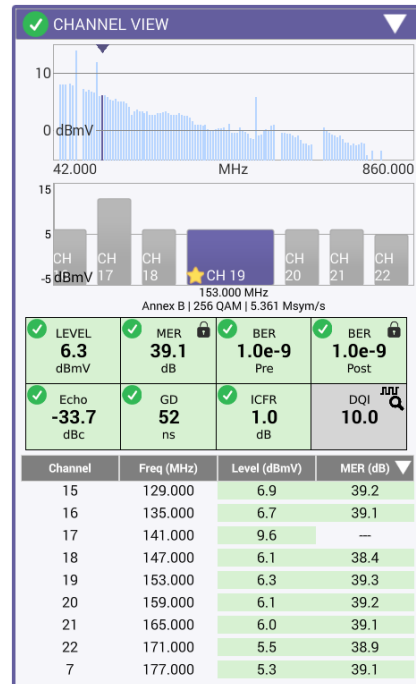 CHANNEL VIEW
10
0 dBmV
42.000 MHz 860.000
15
5
-5 dBmV
CH 17
CH 18
CH 19
CH 20
CH 21
CH 22
153.000 MHz
Annex B | 256 QAM | 5.361 Msym/s
LEVEL MER BER BER
6.3 39.1 1.0e-9 1.0e-9
dBmV dB Pre Post
Echo GD ICFR DQI
-33.7 52 1.0 10.0
dBc ns dB
Channel Freq (MHz) Level (dBmV) MER (dB)
15 129.000 6.9 39.2
16 135.000 6.7 39.1
17 141.000 9.6 ---
18 147.000 6.1 38.4
19 153.000 6.3 39.3
20 159.000 6.1 39.2
21 165.000 6.0 39.1
22 171.000 5.5 38.9
7 177.000 5.3 39.1